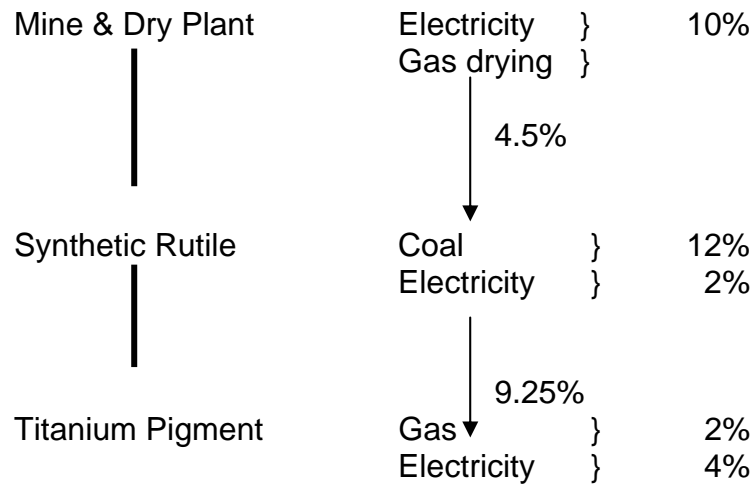 Mine & Dry Plant Electricity } 10%
Gas drying }
4.5%
Synthetic Rutile Coal } 12%
Electricity } 2%
9.25%
Titanium Pigment Gas } 2%
Electricity } 4%